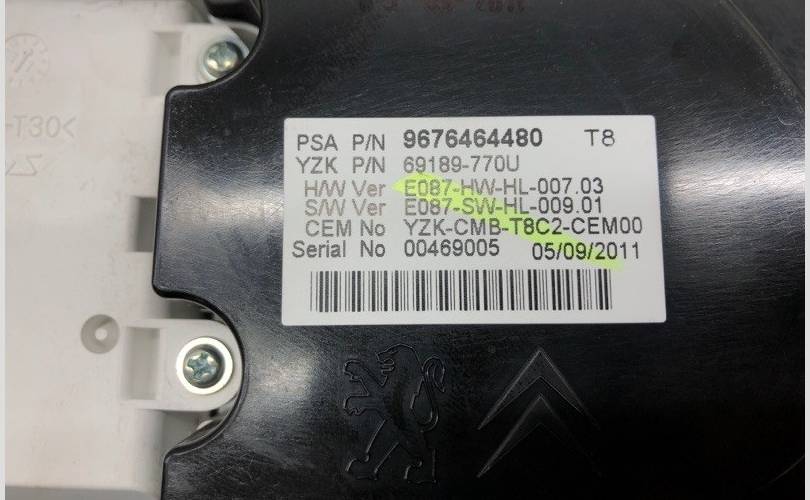 PSA P/N 9676464480 T8
YZK P/N 69189-770U
H/W Ver E087-HW-HL-007.03
S/W Ver E087-SW-HL-009.01
CEM No YZK-CMB-T8C2-CEM00
Serial No 00469005 05/09/2011
-T30<